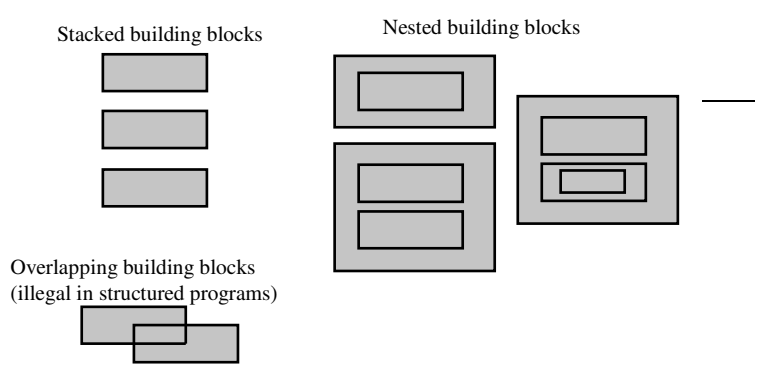 Stacked building blocks
Nested building blocks
Overlapping building blocks
(illegal in structured programs)